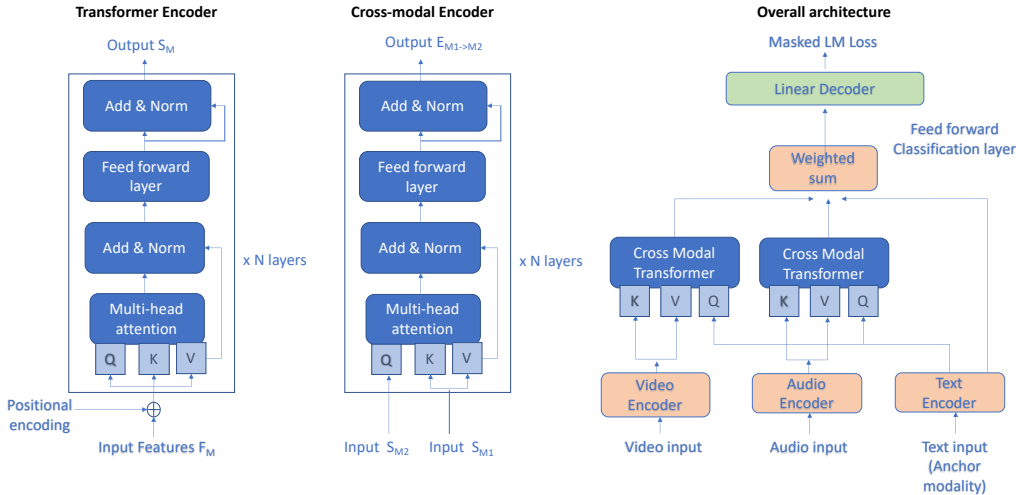 Transformer Encoder
Output S_M
Add & Norm
Feed forward
layer
Add & Norm
x N layers
Multi-head
attention
Q K V
Positional
encoding
Input Features F_M
Cross-modal Encoder
Output E_M1->M2
Add & Norm
Feed forward
layer
Add & Norm
x N layers
Multi-head
attention
Q K V
Input S_M2 Input S_M1
Overall architecture
Masked LM Loss
Linear Decoder
Feed forward
Classification layer
Weighted
sum
Cross Modal
Transformer
K V Q
Cross Modal
Transformer
K V Q
Video
Encoder
Audio
Encoder
Text
Encoder
Video input
Audio input
Text input
(Anchor
modality)